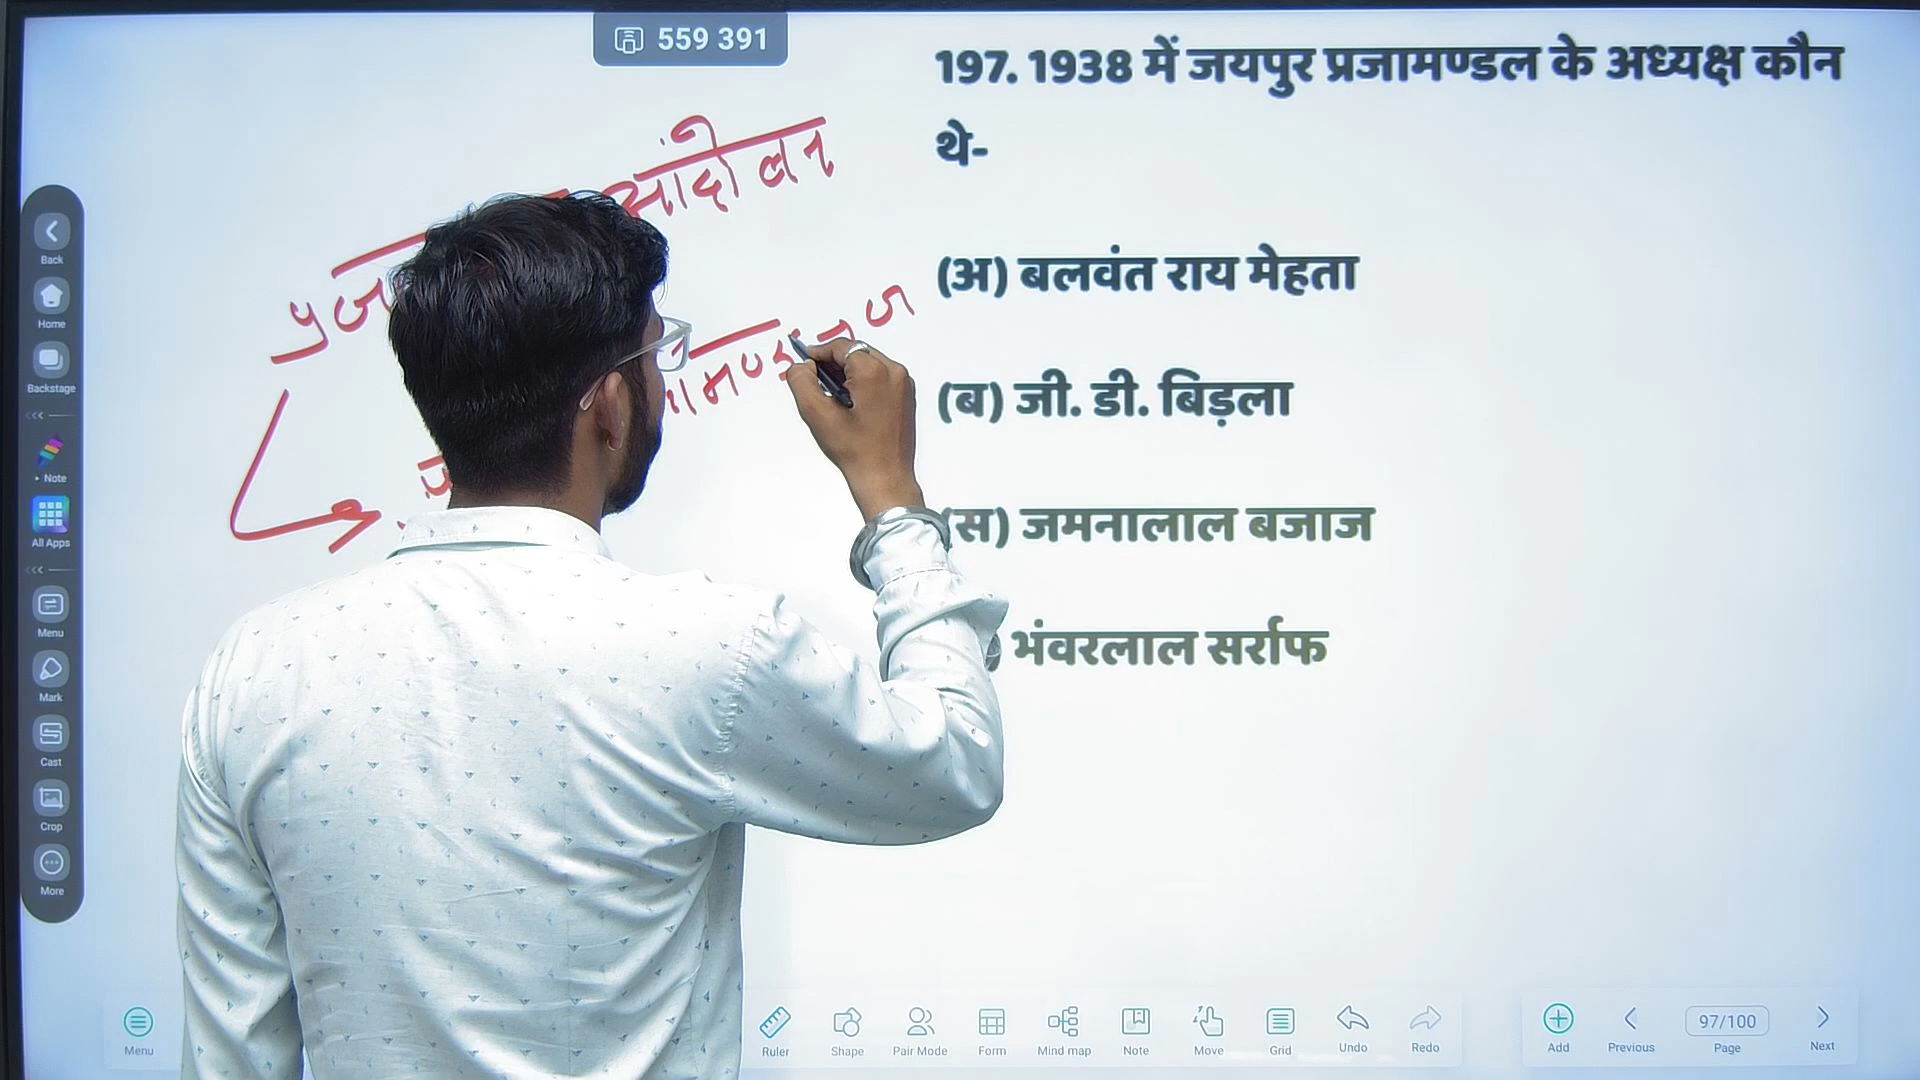 559 391
197. 1938 में जयपुर प्रजामण्डल के अध्यक्ष कौन
थे-
(अ) बलवंत राय मेहता
(ब) जी. डी. बिड़ला
(स) जमनालाल बजाज
) भंवरलाल सर्राफ
आंदोलन
Back
Home
Backstage
Note
All Apps
Menu
Mark
Cast
Crop
More
Menu
Ruler
Shape
Pair Mode
Form
Mind map
Note
Move
Grid
Undo
Redo
Add
Previous
97/100
Page
Next